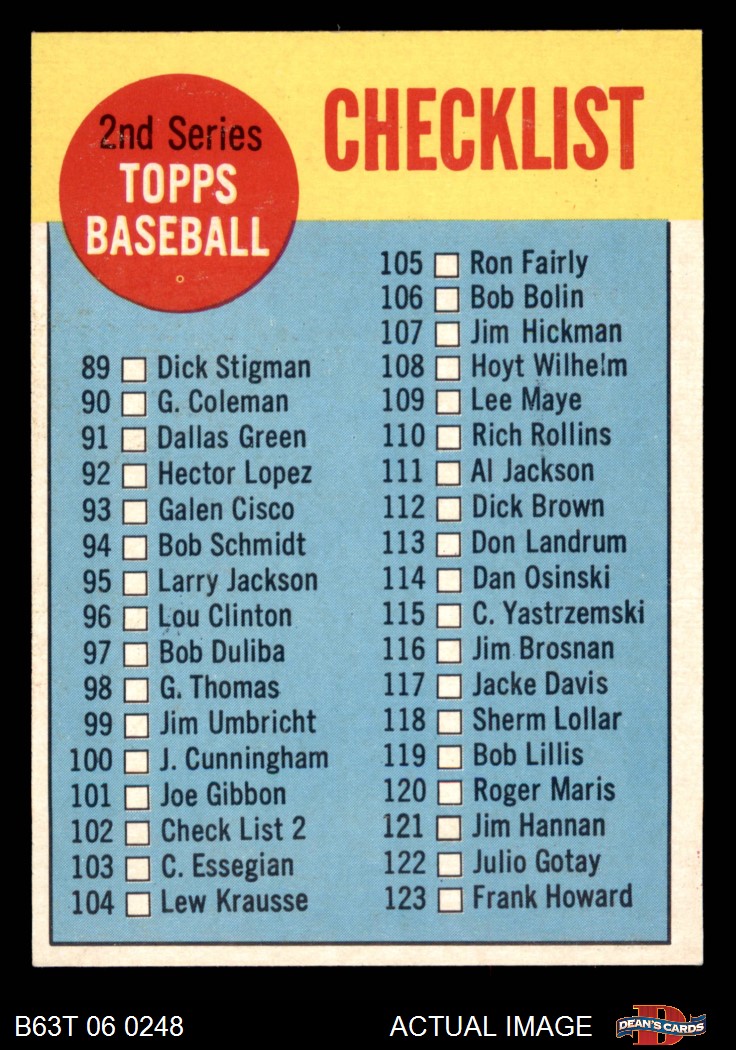 2nd Series
TOPPS
BASEBALL
CHECKLIST
89 Dick Stigman
90 G. Coleman
91 Dallas Green
92 Hector Lopez
93 Galen Cisco
94 Bob Schmidt
95 Larry Jackson
96 Lou Clinton
97 Bob Duliba
98 G. Thomas
99 Jim Umbricht
100 J. Cunningham
101 Joe Gibbon
102 Check List 2
103 C. Essegian
104 Lew Krausse
105 Ron Fairly
106 Bob Bolin
107 Jim Hickman
108 Hoyt Wilhelm
109 Lee Maye
110 Rich Rollins
111 Al Jackson
112 Dick Brown
113 Don Landrum
114 Dan Osinski
115 C. Yastrzemski
116 Jim Brosnan
117 Jacke Davis
118 Sherm Lollar
119 Bob Lillis
120 Roger Maris
121 Jim Hannan
122 Julio Gotay
123 Frank Howard
B63T 06 0248
ACTUAL IMAGE
D
DEAN'S CARDS